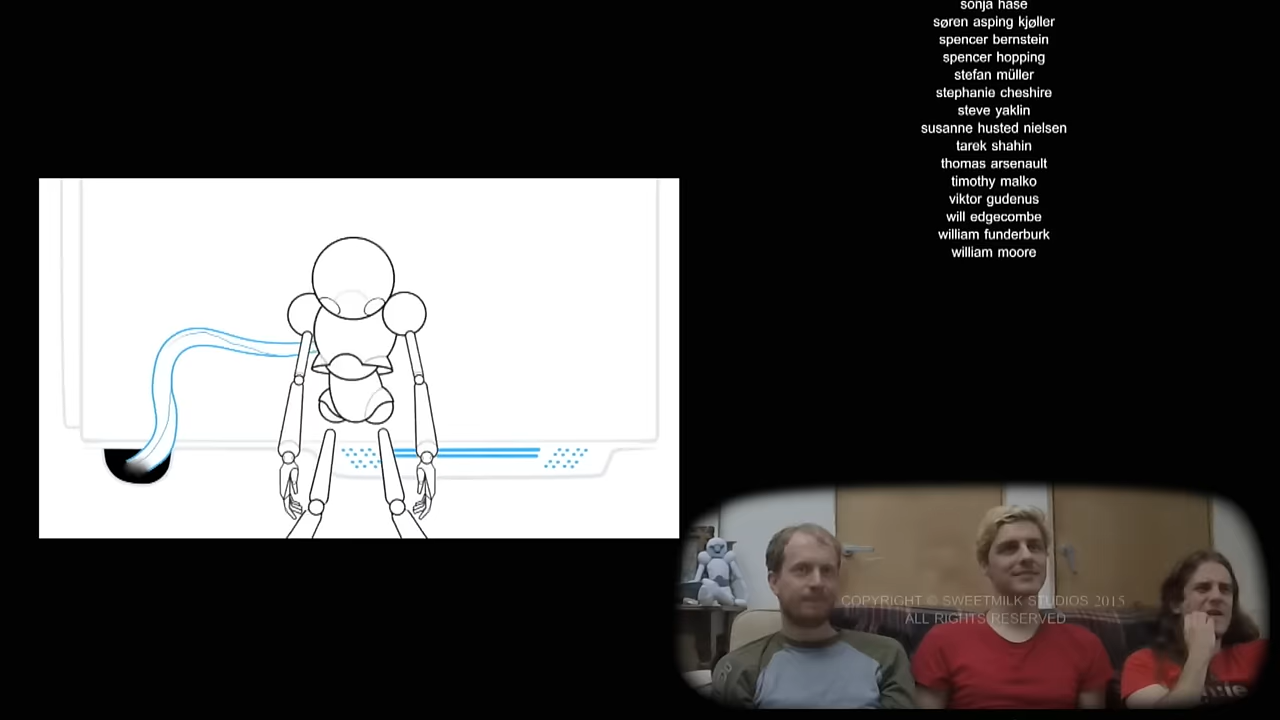 sonja hase
søren asping kjøller
spencer bernstein
spencer hopping
stefan müller
stephanie cheshire
steve yaklin
susanne husted nielsen
tarek shahin
thomas arsenault
timothy malko
viktor gudenus
will edgecombe
william funderburk
william moore
COPYRIGHT © SWEETMILK STUDIOS 2015
ALL RIGHTS RESERVED